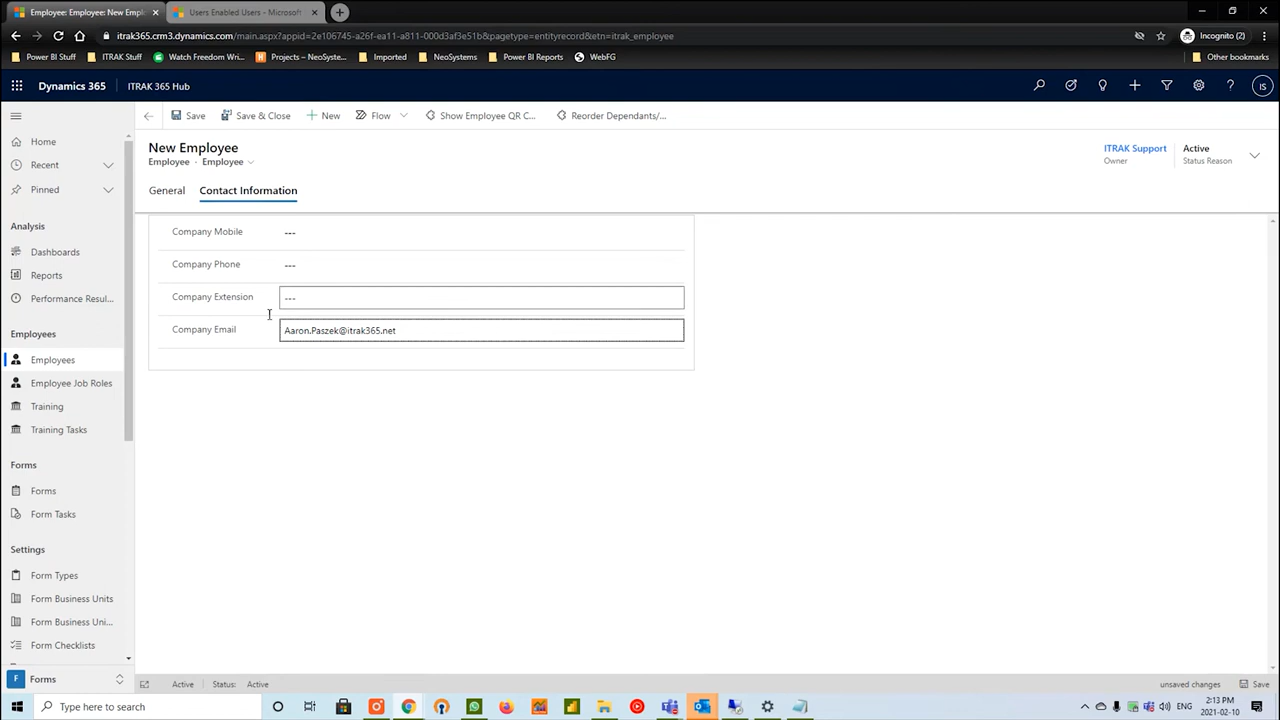 Employee: Employee: New Empl
Users Enabled Users - Microsoft
itrak365.crm3.dynamics.com/main.aspx?appid=2e106745-a26f-ea11-a811-000d3af3e51b&pagetype=entityrecord&etn=itrak_employee
Incognito (2)
Power BI Stuff
ITRAK Stuff
Watch Freedom Writ...
Projects – NeoSyste...
Imported
NeoSystems
Power BI Reports
WebFG
Other bookmarks
Dynamics 365
ITRAK 365 Hub
IS
Save
Save & Close
New
Flow
Show Employee QR C...
Reorder Dependants/...
Home
Recent
Pinned
Analysis
Dashboards
Reports
Performance Resul...
Employees
Employees
Employee Job Roles
Training
Training Tasks
Forms
Forms
Form Tasks
Settings
Form Types
Form Business Units
Form Business Uni...
Form Checklists
F
Forms
New Employee
Employee · Employee
ITRAK Support
Owner
Active
Status Reason
General
Contact Information
Company Mobile
---
Company Phone
---
Company Extension
---
Company Email
Aaron.Paszek@itrak365.net
Active
Status:
Active
unsaved changes
Save
Type here to search
2:13 PM
2021-02-10